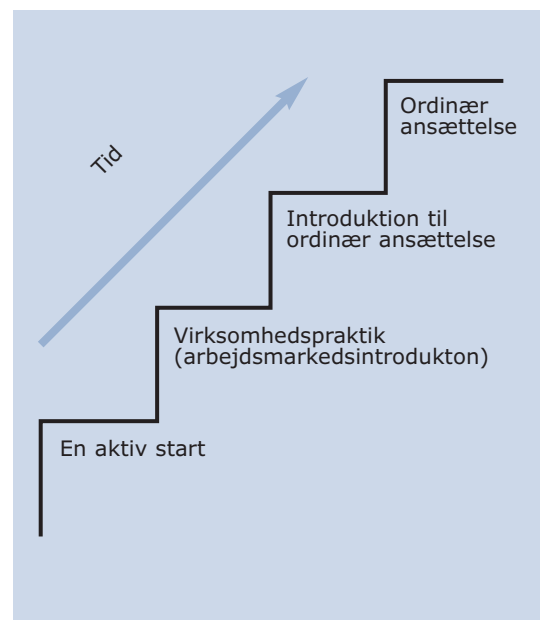 Ordinær
ansættelse
Tid
Introduktion til
ordinær ansættelse
Virksomhedspraktik
(arbejdsmarkedsintrodukton)
En aktiv start